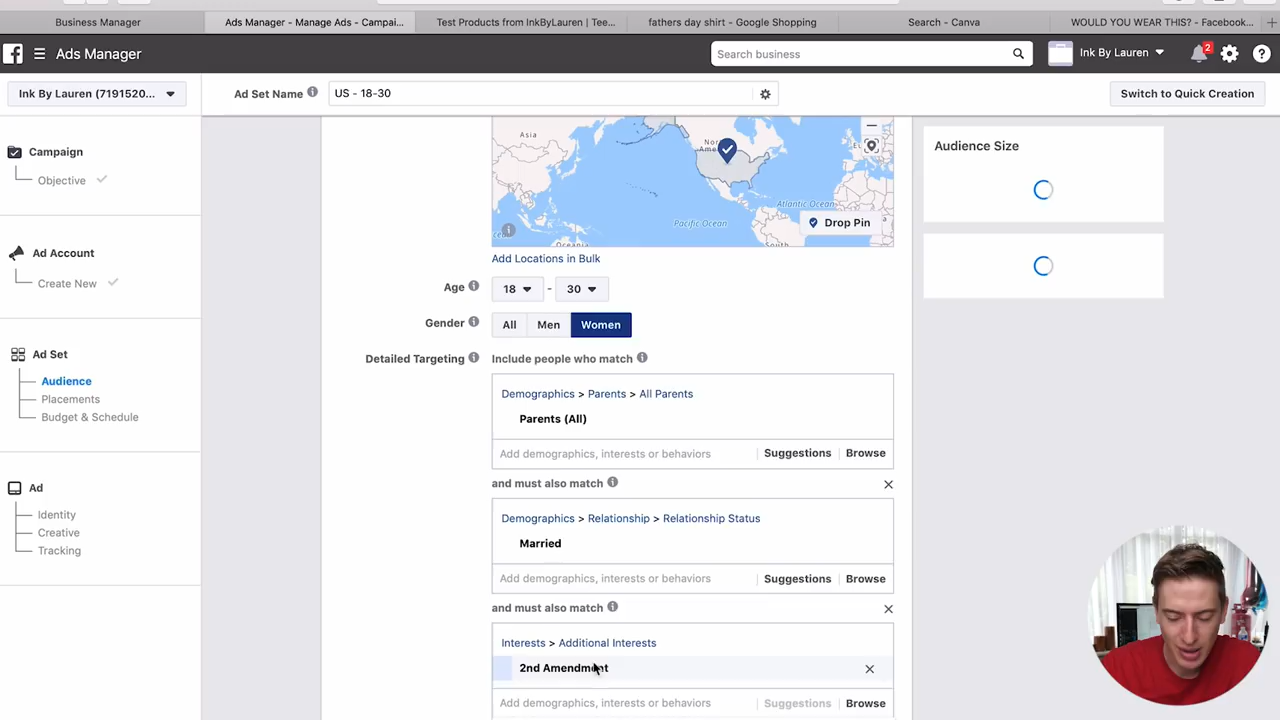 Business Manager
Ads Manager - Manage Ads - Campai...
Test Products from InkByLauren | Tee...
fathers day shirt - Google Shopping
Search - Canva
WOULD YOU WEAR THIS? - Facebook...
Ads Manager
Search business
Ink By Lauren
2
Ink By Lauren (7191520...
Ad Set Name
US - 18-30
Switch to Quick Creation
Campaign
Objective
Ad Account
Create New
Ad Set
Audience
Placements
Budget & Schedule
Ad
Identity
Creative
Tracking
Asia
Atlantic Ocean
Pacific Ocean
Drop Pin
Add Locations in Bulk
Age
18 - 30
Gender
All Men Women
Detailed Targeting
Include people who match
Demographics > Parents > All Parents
Parents (All)
Add demographics, interests or behaviors Suggestions Browse
and must also match
Demographics > Relationship > Relationship Status
Married
Add demographics, interests or behaviors Suggestions Browse
and must also match
Interests > Additional Interests
2nd Amendment
Add demographics, interests or behaviors Suggestions Browse
Audience Size